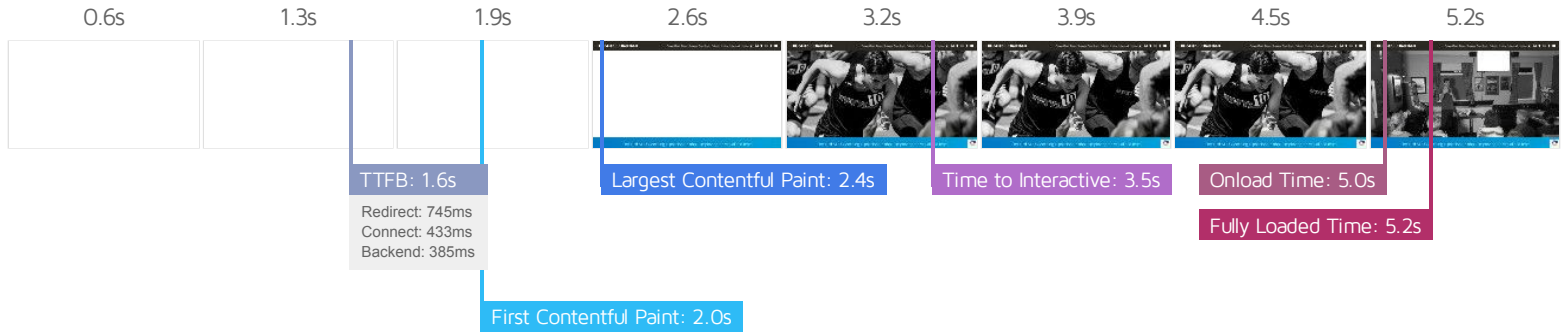 0.6s
1.3s
1.9s
2.6s
3.2s
3.9s
4.5s
5.2s
TTFB: 1.6s
Redirect: 745ms
Connect: 433ms
Backend: 385ms
Largest Contentful Paint: 2.4s
Time to Interactive: 3.5s
Onload Time: 5.0s
Fully Loaded Time: 5.2s
First Contentful Paint: 2.0s